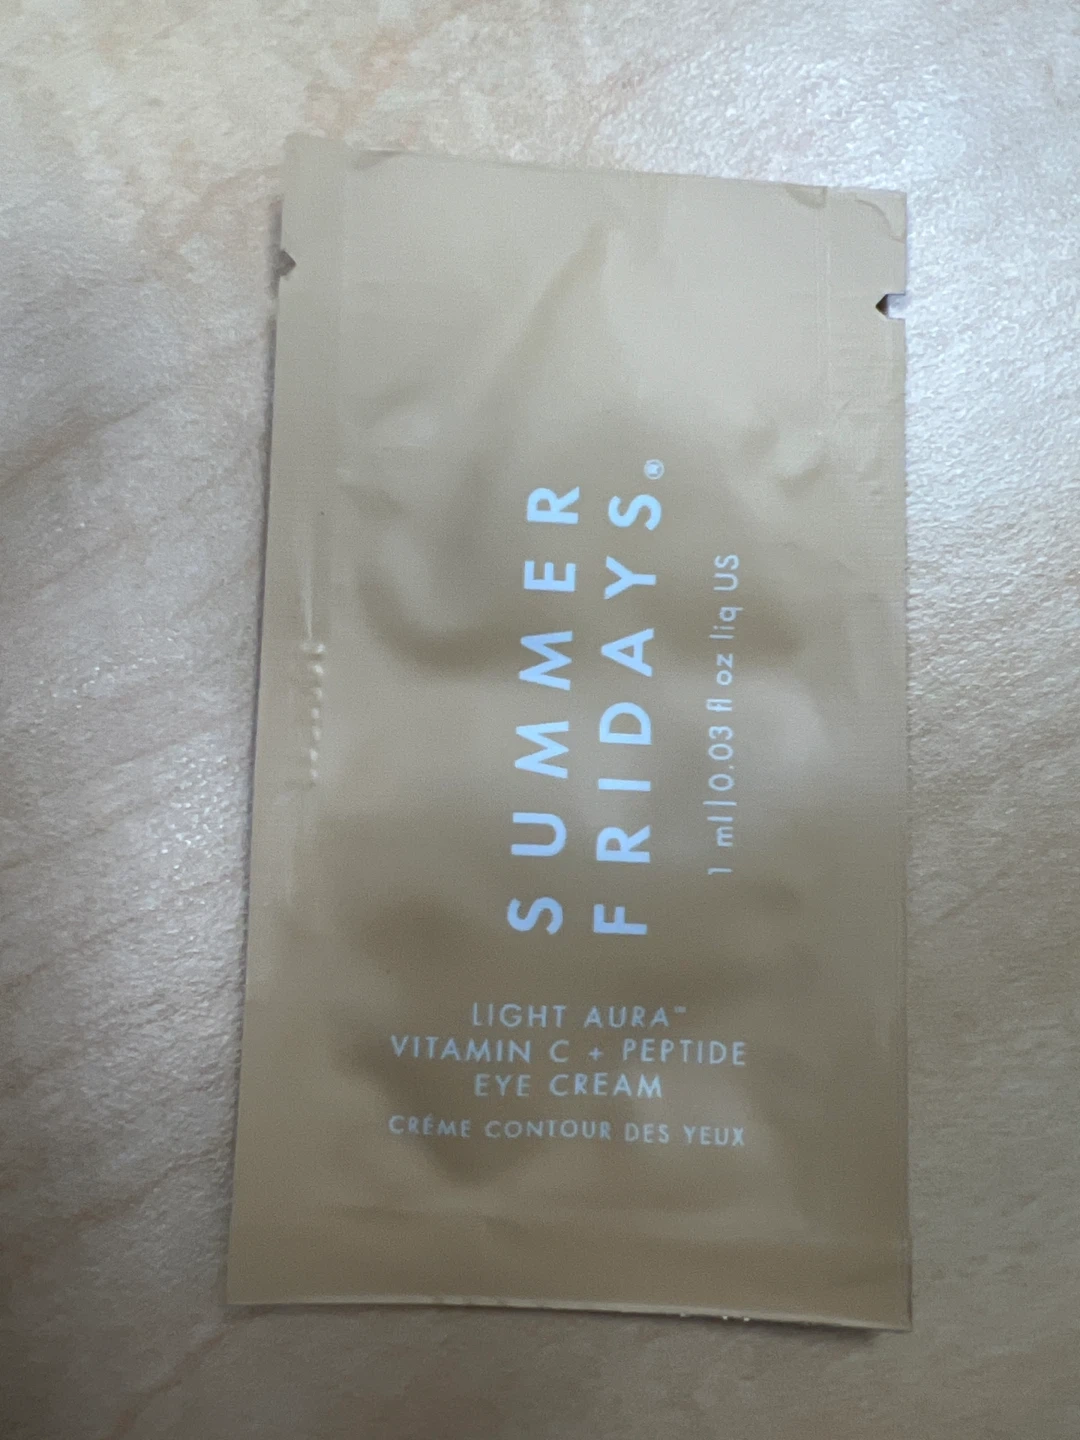 SUMMER
FRIDAYS®
1 ml | 0.03 fl oz liq US
LIGHT AURA™
VITAMIN C + PEPTIDE
EYE CREAM
CRÉME CONTOUR DES YEUX